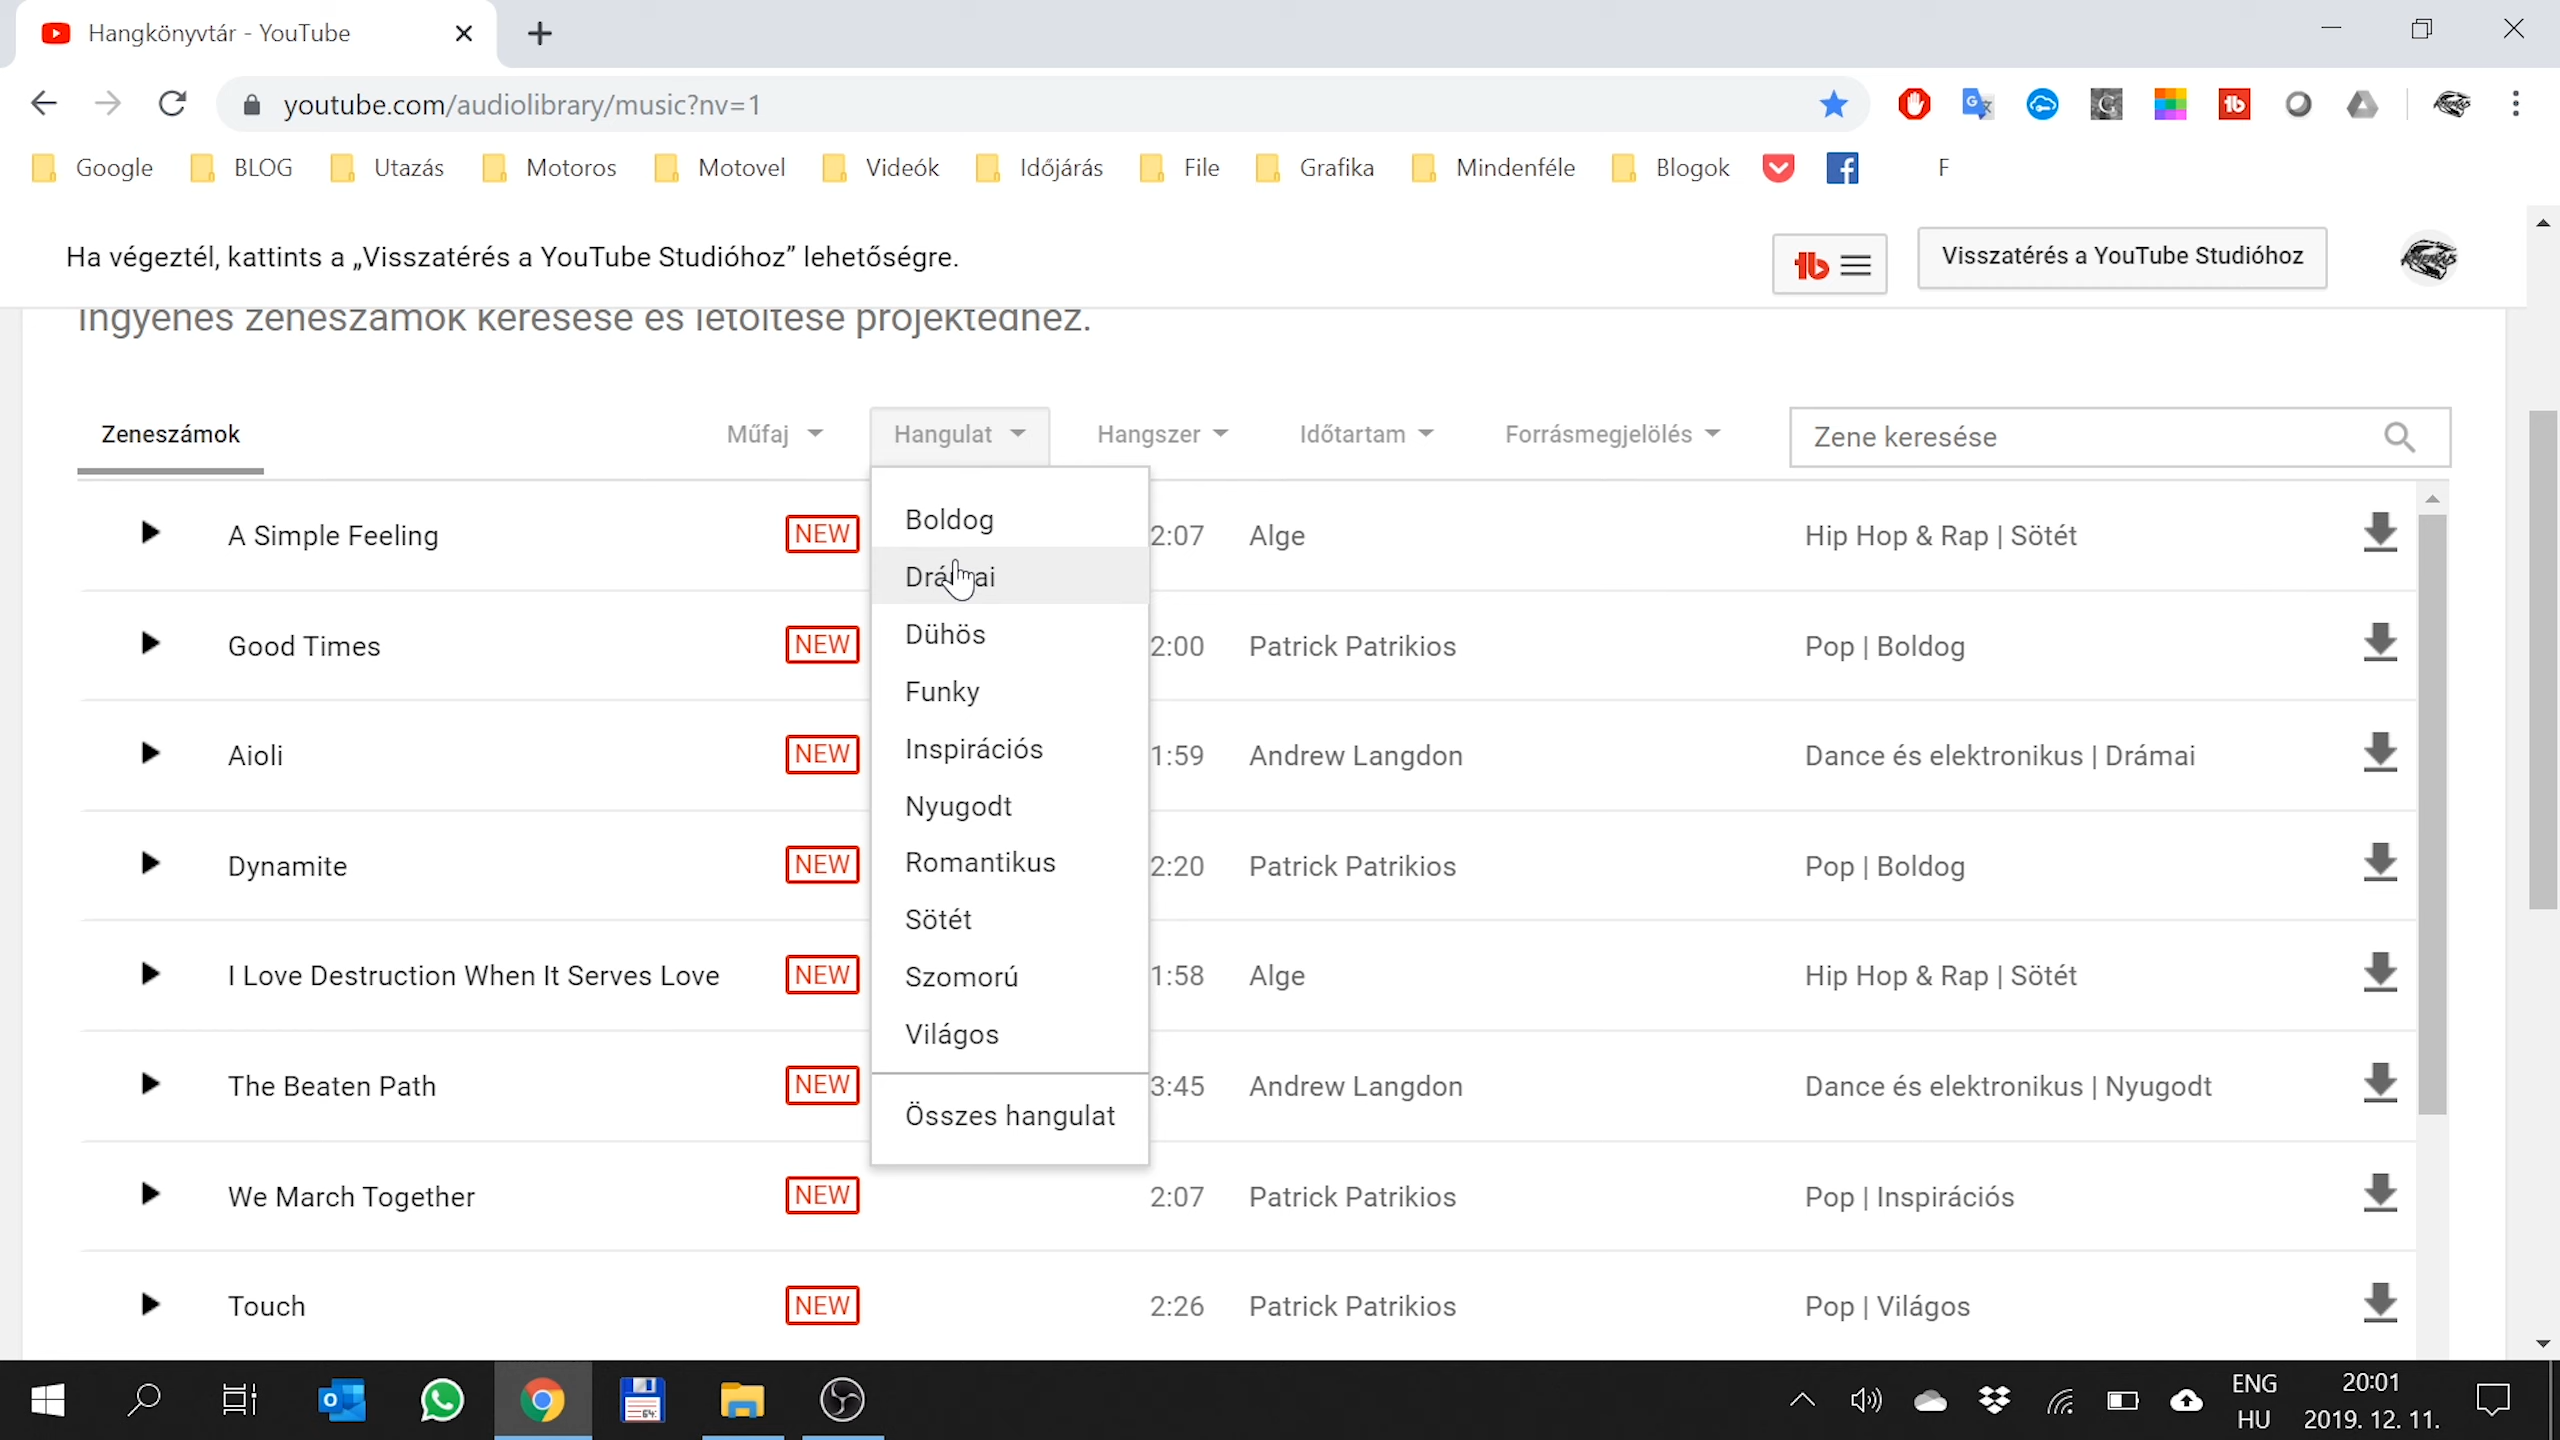 Hangkönyvtár - YouTube
youtube.com/audiolibrary/music?nv=1
Google BLOG Utazás Motoros Motovel Videók Időjárás File Grafika Mindenféle Blogok F
Ha végeztél, kattints a „Visszatérés a YouTube Studióhoz” lehetőségre.
Visszatérés a YouTube Studióhoz
Ingyenes zeneszámok keresése és letöltése projektedhez.
Zeneszámok Műfaj Hangulat Hangszer Időtartam Forrásmegjelölés Zene keresése
Boldog
Drámai
Dühös
Funky
Inspirációs
Nyugodt
Romantikus
Sötét
Szomorú
Világos
Összes hangulat
A Simple Feeling NEW 2:07 Alge Hip Hop & Rap | Sötét
Good Times NEW 2:00 Patrick Patrikios Pop | Boldog
Aioli NEW 1:59 Andrew Langdon Dance és elektronikus | Drámai
Dynamite NEW 2:20 Patrick Patrikios Pop | Boldog
I Love Destruction When It Serves Love NEW 1:58 Alge Hip Hop & Rap | Sötét
The Beaten Path NEW 3:45 Andrew Langdon Dance és elektronikus | Nyugodt
We March Together NEW 2:07 Patrick Patrikios Pop | Inspirációs
Touch NEW 2:26 Patrick Patrikios Pop | Világos
ENG 20:01
HU 2019. 12. 11.